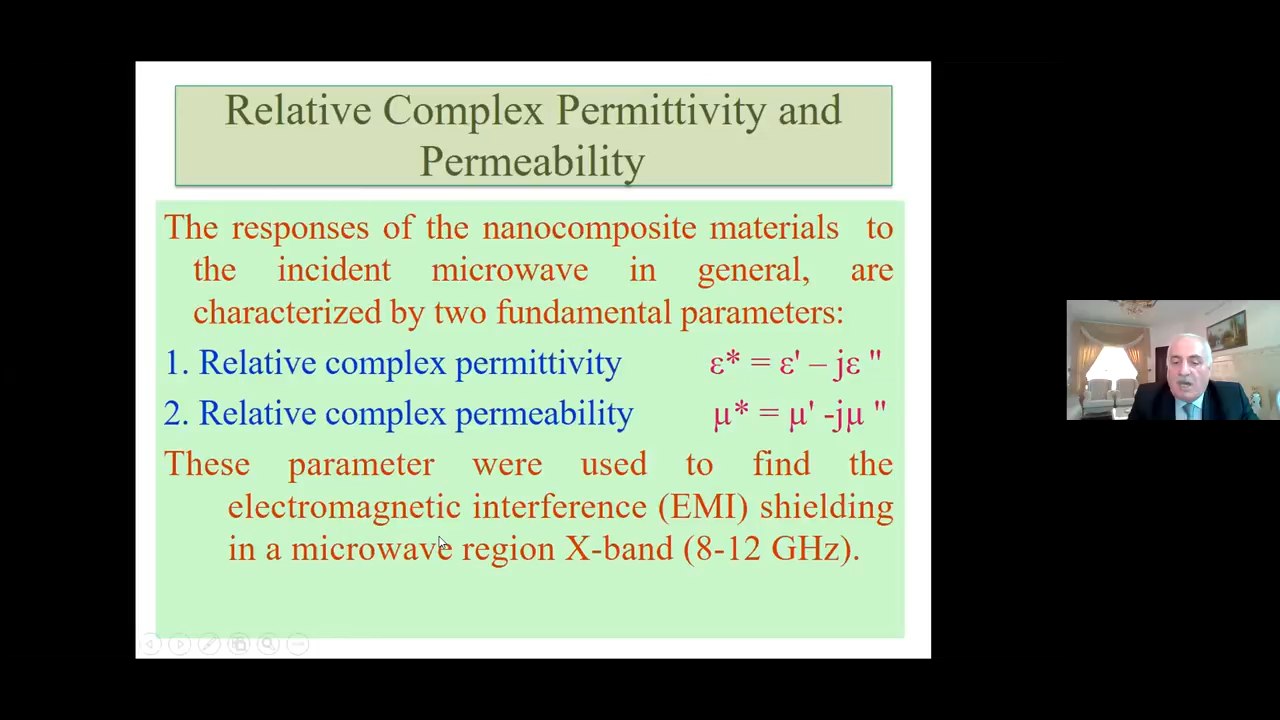 Relative Complex Permittivity and
Permeability
The responses of the nanocomposite materials to
the incident microwave in general, are
characterized by two fundamental parameters:
1. Relative complex permittivity ε* = ε' – jε "
2. Relative complex permeability μ* = μ' -jμ "
These parameter were used to find the
electromagnetic interference (EMI) shielding
in a microwave region X-band (8-12 GHz).